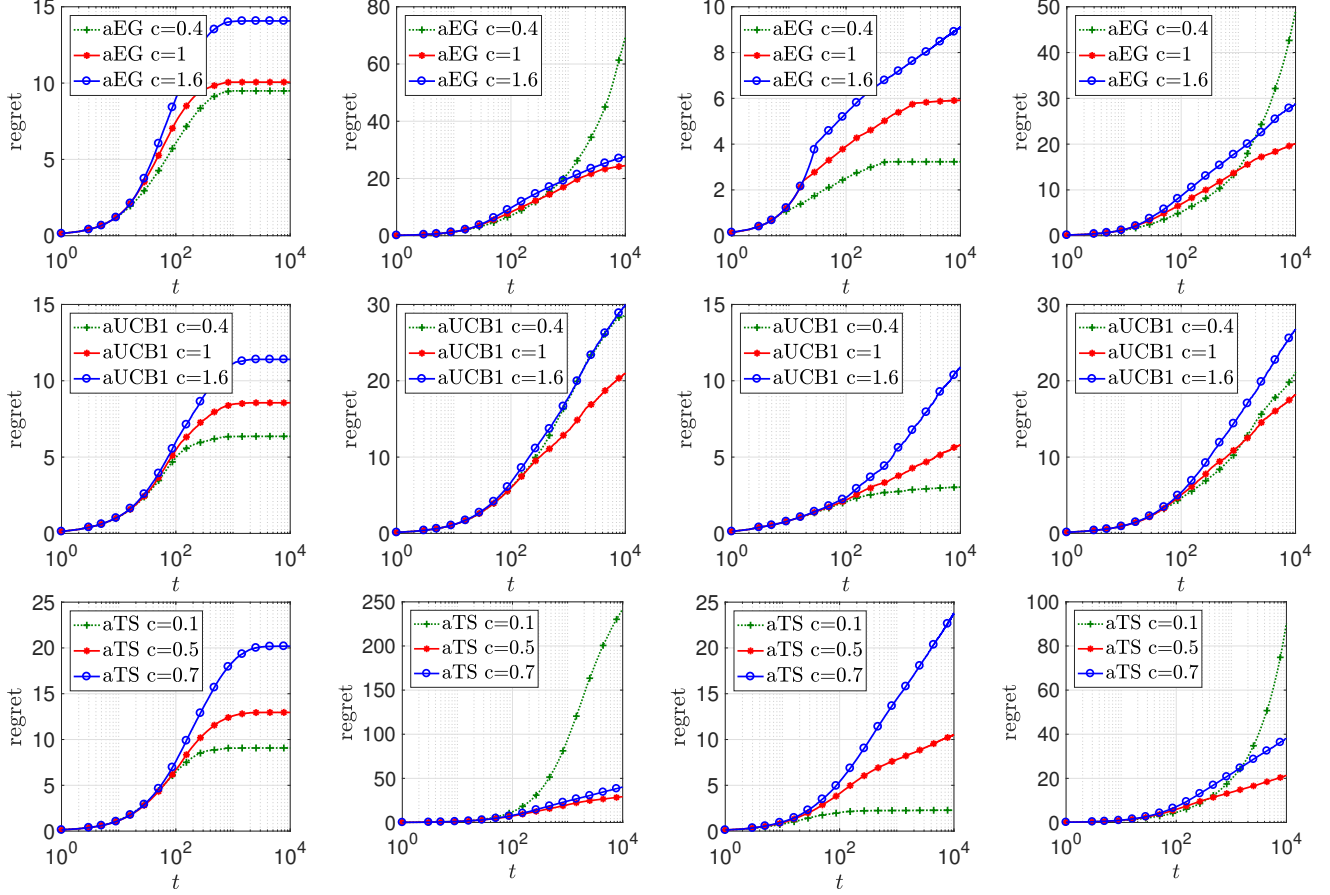 15
10
5
0
regret
aEG c=0.4
aEG c=1
aEG c=1.6
10^0
10^2
10^4
t
80
60
40
20
0
regret
aEG c=0.4
aEG c=1
aEG c=1.6
10^0
10^2
10^4
t
10
8
6
4
2
0
regret
aEG c=0.4
aEG c=1
aEG c=1.6
10^0
10^2
10^4
t
50
40
30
20
10
0
regret
aEG c=0.4
aEG c=1
aEG c=1.6
10^0
10^2
10^4
t
15
10
5
0
regret
aUCB1 c=0.4
aUCB1 c=1
aUCB1 c=1.6
10^0
10^2
10^4
t
30
20
10
0
regret
aUCB1 c=0.4
aUCB1 c=1
aUCB1 c=1.6
10^0
10^2
10^4
t
15
10
5
0
regret
aUCB1 c=0.4
aUCB1 c=1
aUCB1 c=1.6
10^0
10^2
10^4
t
30
20
10
0
regret
aUCB1 c=0.4
aUCB1 c=1
aUCB1 c=1.6
10^0
10^2
10^4
t
25
20
15
10
5
0
regret
aTS c=0.1
aTS c=0.5
aTS c=0.7
10^0
10^2
10^4
t
250
200
150
100
50
0
regret
aTS c=0.1
aTS c=0.5
aTS c=0.7
10^0
10^2
10^4
t
25
20
15
10
5
0
regret
aTS c=0.1
aTS c=0.5
aTS c=0.7
10^0
10^2
10^4
t
100
80
60
40
20
0
regret
aTS c=0.1
aTS c=0.5
aTS c=0.7
10^0
10^2
10^4
t